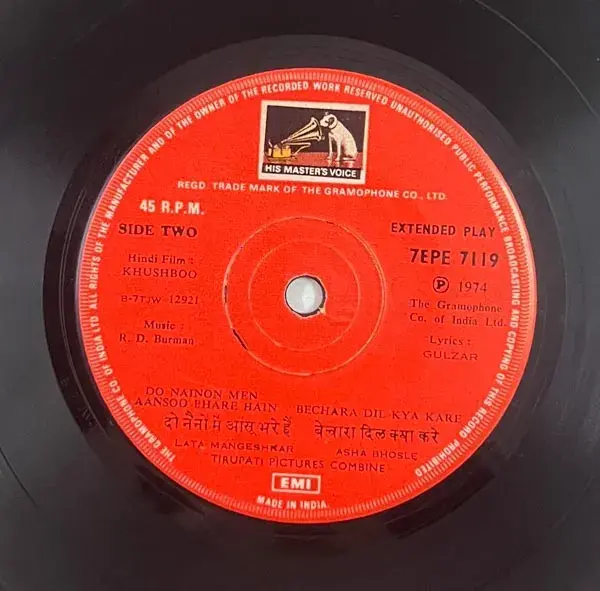 THE GRAMOPHONE CO OF INDIA LTD. ALL RIGHTS OF THE MANUFACTURER AND OF THE OWNER OF THE RECORDED WORK RESERVED UNAUTHORISED PUBLIC PERFORMANCE BROADCASTING AND COPYING OF THIS RECORD PROHIBITED
HIS MASTER'S VOICE
REGD. TRADE MARK OF THE GRAMOPHONE CO., LTD.
45 R.P.M.
SIDE TWO
EXTENDED PLAY
7EPE 7119
Hindi Film :
KHUSHBOO
℗ 1974
B-7TJW-12921
The Gramophone
Co. of India Ltd.
Music :
R. D. Burman
Lyrics :
GULZAR
DO NAINON MEN
AANSOO BHARE HAIN
BECHARA DIL KYA KARE
दो नैनों में आंसू भरे हैं
बेचारा दिल क्या करे
LATA MANGESHKAR
ASHA BHOSLE
TIRUPATI PICTURES COMBINE
EMI
MADE IN INDIA.